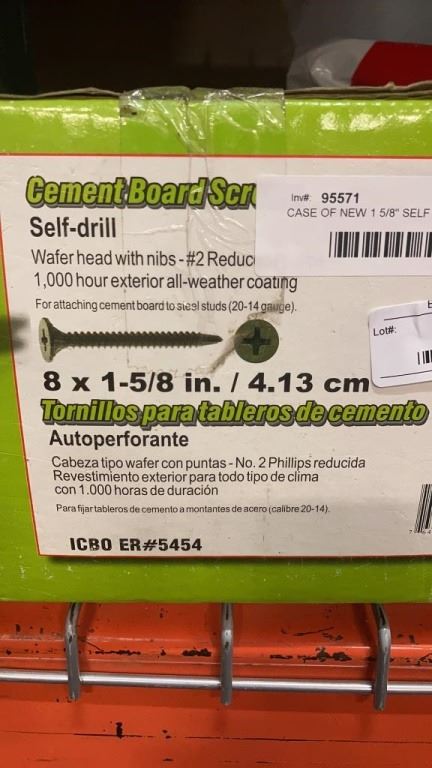 Cement Board
Self-drill
Wafer head with nibs - #2
1,000 hour exterior all-weather coating
For attaching cement board to steel studs (20-14 gauge).
8 x 1-5/8 in. / 4.13 cm
Tornillos para tableros de cemento
Autoperforante
Cabeza tipo wafer con puntas - No. 2 Phillips reducida
Revestimiento exterior para todo tipo de clima
con 1.000 horas de duración
Para fijar tableros de cemento a montantes de acero (calibre 20-14).
ICBO ER#5454
Inv#: 95571
CASE OF NEW 1 5/8" SELF
Lot#: